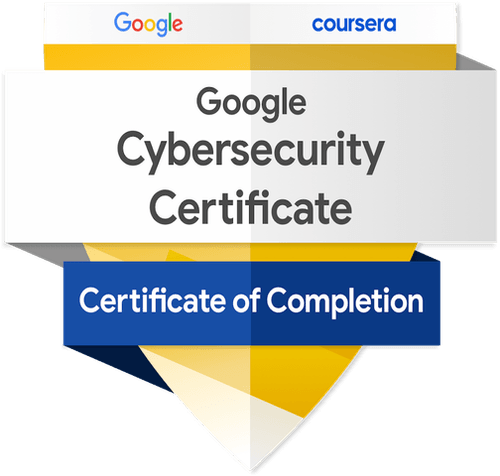 Google coursera
Google
Cybersecurity
Certificate
Certificate of Completion